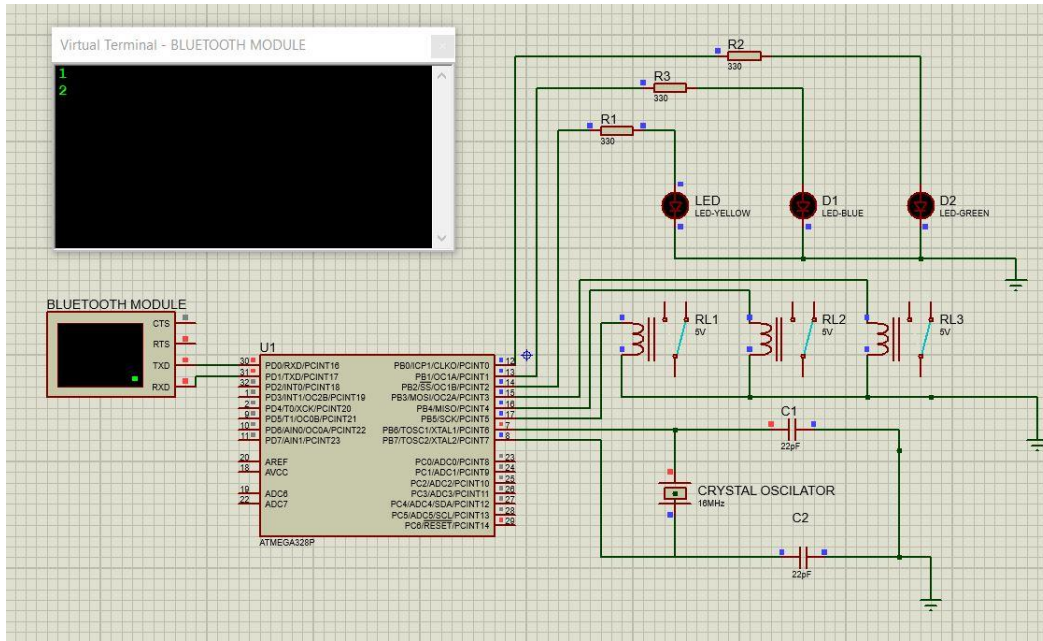 Virtual Terminal - BLUETOOTH MODULE
1
2
R2
330
R3
330
R1
330
LED
LED-YELLOW
D1
LED-BLUE
D2
LED-GREEN
BLUETOOTH MODULE
CTS
RTS
TXD
RXD
RL1
5V
RL2
5V
RL3
5V
U1
30 PD0/RXD/PCINT16
31 PD1/TXD/PCINT17
32 PD2/INT0/PCINT18
1 PD3/INT1/OC2B/PCINT19
2 PD4/T0/XCK/PCINT20
9 PD5/T1/OC0B/PCINT21
10 PD6/AIN0/OC0A/PCINT22
11 PD7/AIN1/PCINT23
20 AREF
18 AVCC
19 ADC6
22 ADC7
PB0/ICP1/CLKO/PCINT0 12
PB1/OC1A/PCINT1 13
PB2/SS/OC1B/PCINT2 14
PB3/MOSI/OC2A/PCINT3 15
PB4/MISO/PCINT4 16
PB5/SCK/PCINT5 17
PB6/TOSC1/XTAL1/PCINT6 7
PB7/TOSC2/XTAL2/PCINT7 8
PC0/ADC0/PCINT8 23
PC1/ADC1/PCINT9 24
PC2/ADC2/PCINT10 25
PC3/ADC3/PCINT11 26
PC4/ADC4/SDA/PCINT12 27
PC5/ADC5/SCL/PCINT13 28
PC6/RESET/PCINT14 29
ATMEGA328P
C1
22pF
CRYSTAL OSCILATOR
16MHz
C2
22pF